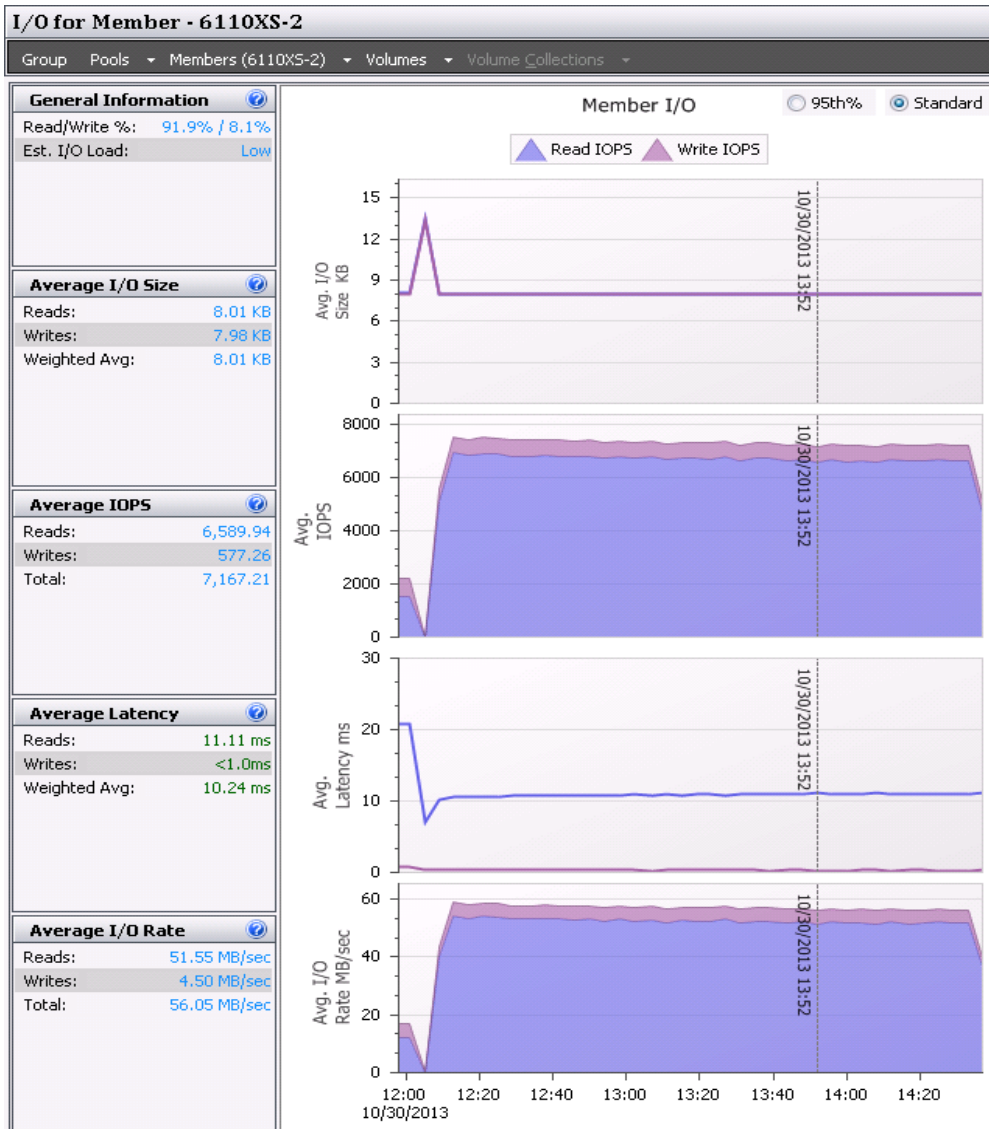 I/O for Member - 6110XS-2
Group Pools Members (6110XS-2) Volumes Volume Collections
General Information
Read/Write %: 91.9% / 8.1%
Est. I/O Load: Low
Average I/O Size
Reads: 8.01 KB
Writes: 7.98 KB
Weighted Avg: 8.01 KB
Average IOPS
Reads: 6,589.94
Writes: 577.26
Total: 7,167.21
Average Latency
Reads: 11.11 ms
Writes: <1.0ms
Weighted Avg: 10.24 ms
Average I/O Rate
Reads: 51.55 MB/sec
Writes: 4.50 MB/sec
Total: 56.05 MB/sec
Member I/O
95th% Standard
Read IOPS Write IOPS
Avg. I/O
Size KB
15
12
9
6
3
0
10/30/2013 13:52
Avg.
IOPS
8000
6000
4000
2000
0
10/30/2013 13:52
Avg.
Latency ms
30
20
10
0
10/30/2013 13:52
Avg. I/O
Rate MB/sec
60
40
20
0
10/30/2013 13:52
12:00 12:20 12:40 13:00 13:20 13:40 14:00 14:20
10/30/2013